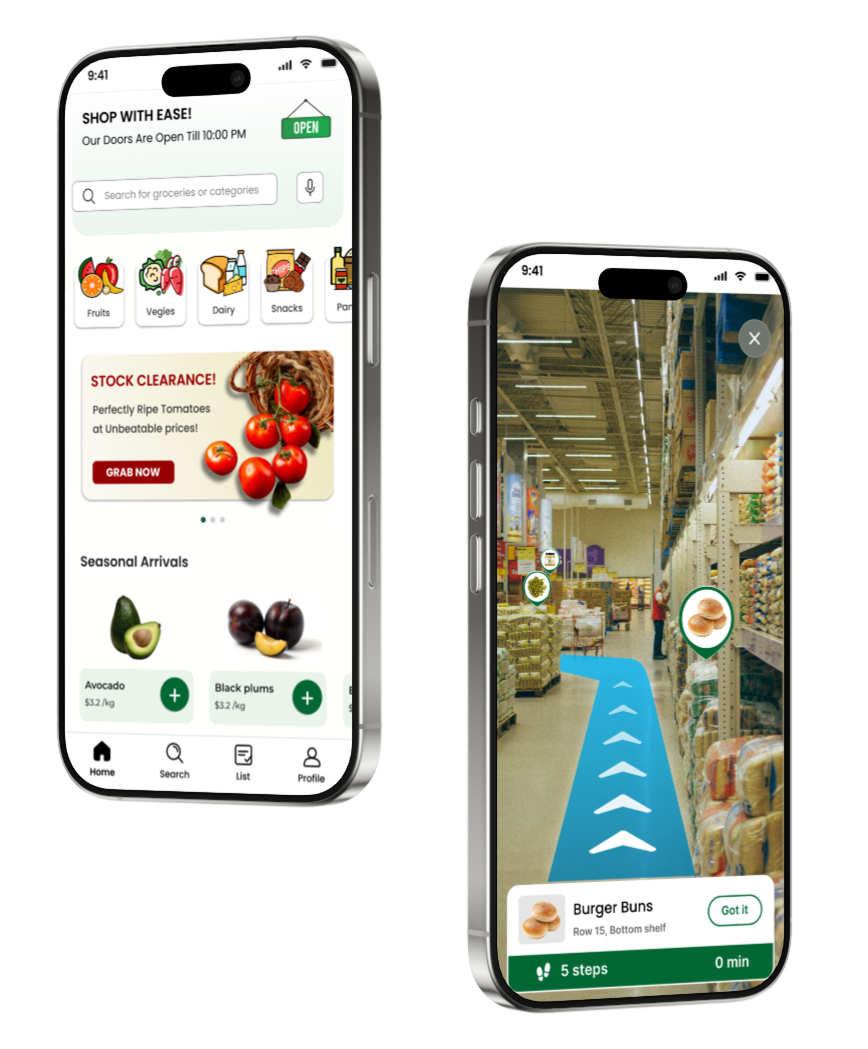 9:41
SHOP WITH EASE!
Our Doors Are Open Till 10:00 PM
OPEN
Search for groceries or categories
CHIPS
Fruits
Vegies
Dairy
Snacks
Pan
STOCK CLEARANCE!
Perfectly Ripe Tomatoes
at Unbeatable prices!
GRAB NOW
Seasonal Arrivals
Avocado
$3.2 /kg
Black plums
$3.2 /kg
Home
Search
List
Profile
9:41
Burger Buns
Row 15, Bottom shelf
Got it
5 steps
0 min